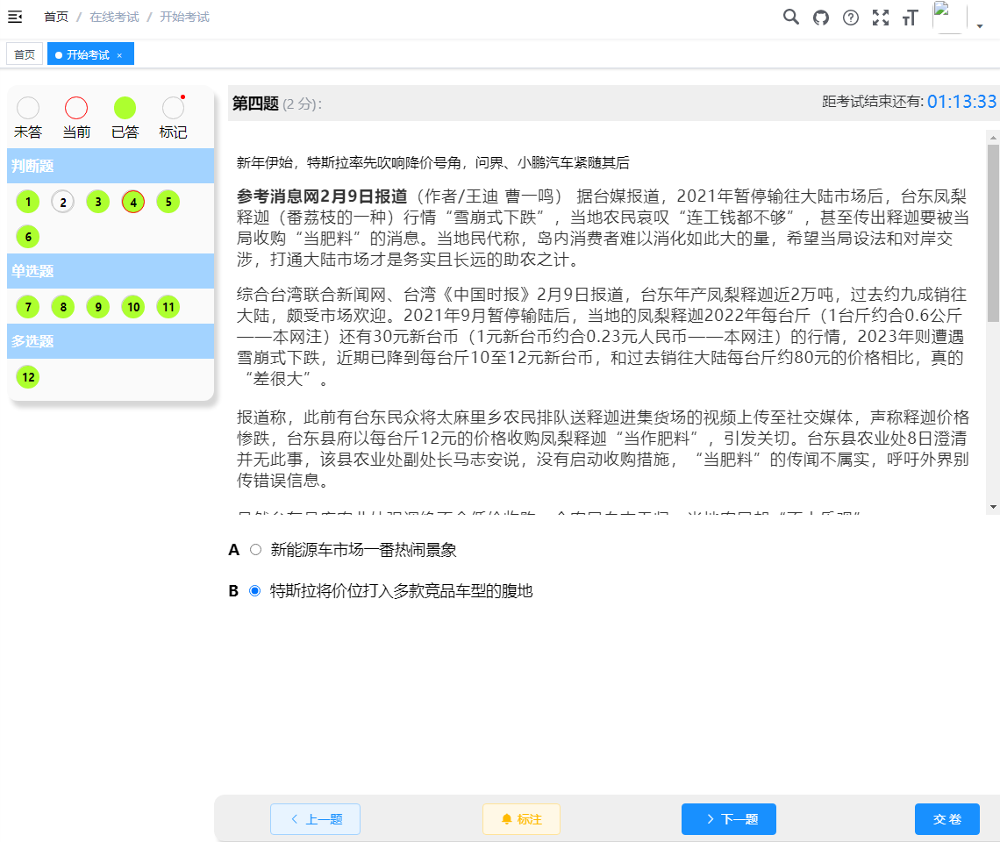 首页 / 在线考试 / 开始考试
首页
开始考试 ×
未答 当前 已答 标记
判断题
1 2 3 4 5
6
单选题
7 8 9 10 11
多选题
12
第四题 (2 分):
距考试结束还有: 01:13:33
新年伊始，特斯拉率先吹响降价号角，问界、小鹏汽车紧随其后
参考消息网2月9日报道（作者/王迪 曹一鸣） 据台媒报道，2021年暂停输往大陆市场后，台东凤梨
释迦（番荔枝的一种）行情“雪崩式下跌”，当地农民哀叹“连工钱都不够”，甚至传出释迦要被当
局收购“当肥料”的消息。当地民代称，岛内消费者难以消化如此大的量，希望当局设法和对岸交
涉，打通大陆市场才是务实且长远的助农之计。
综合台湾联合新闻网、台湾《中国时报》2月9日报道，台东年产凤梨释迦近2万吨，过去约九成销往
大陆，颇受市场欢迎。2021年9月暂停输陆后，当地的凤梨释迦2022年每台斤（1台斤约合0.6公斤
——本网注）还有30元新台币（1元新台币约合0.23元人民币——本网注）的行情，2023年则遭遇
雪崩式下跌，近期已降到每台斤10至12元新台币，和过去销往大陆每台斤约80元的价格相比，真的
“差很大”。
报道称，此前有台东民众将太麻里乡农民排队送释迦进集货场的视频上传至社交媒体，声称释迦价格
惨跌，台东县府以每台斤12元的价格收购凤梨释迦“当作肥料”，引发关切。台东县农业处8日澄清
并无此事，该县农业处副处长马志安说，没有启动收购措施，“当肥料”的传闻不属实，呼吁外界别
传错误信息。
A 新能源车市场一番热闹景象
B 特斯拉将价位打入多款竞品车型的腹地
上一题
标注
下一题
交 卷